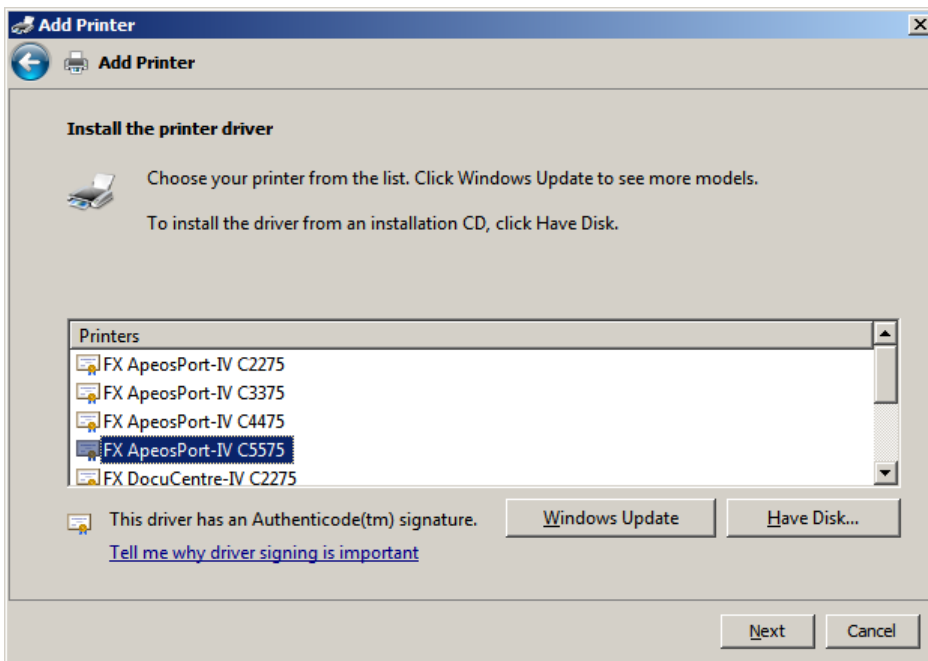 Add Printer
Add Printer
Install the printer driver
Choose your printer from the list. Click Windows Update to see more models.
To install the driver from an installation CD, click Have Disk.
Printers
FX ApeosPort-IV C2275
FX ApeosPort-IV C3375
FX ApeosPort-IV C4475
FX ApeosPort-IV C5575
FX DocuCentre-IV C2275
This driver has an Authenticode(tm) signature.
Windows Update
Have Disk...
Tell me why driver signing is important
Next
Cancel